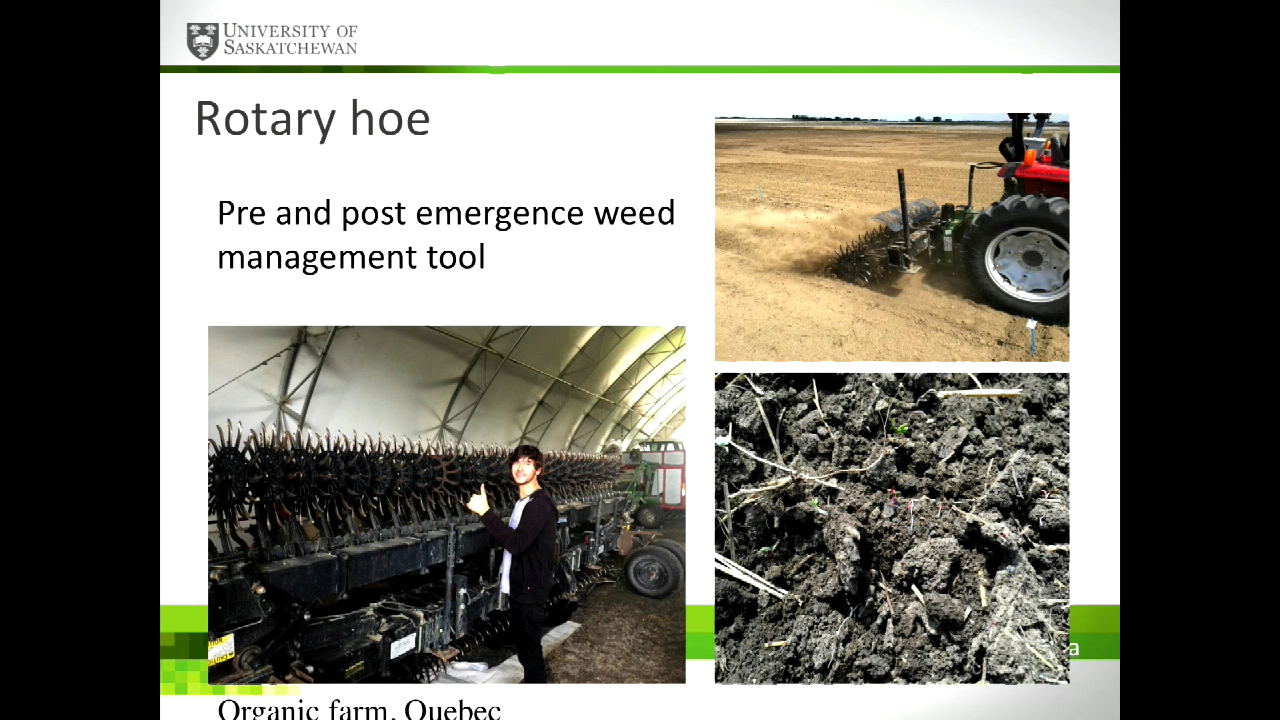 UNIVERSITY OF
SASKATCHEWAN
Rotary hoe
Pre and post emergence weed
management tool
Organic farm, Quebec